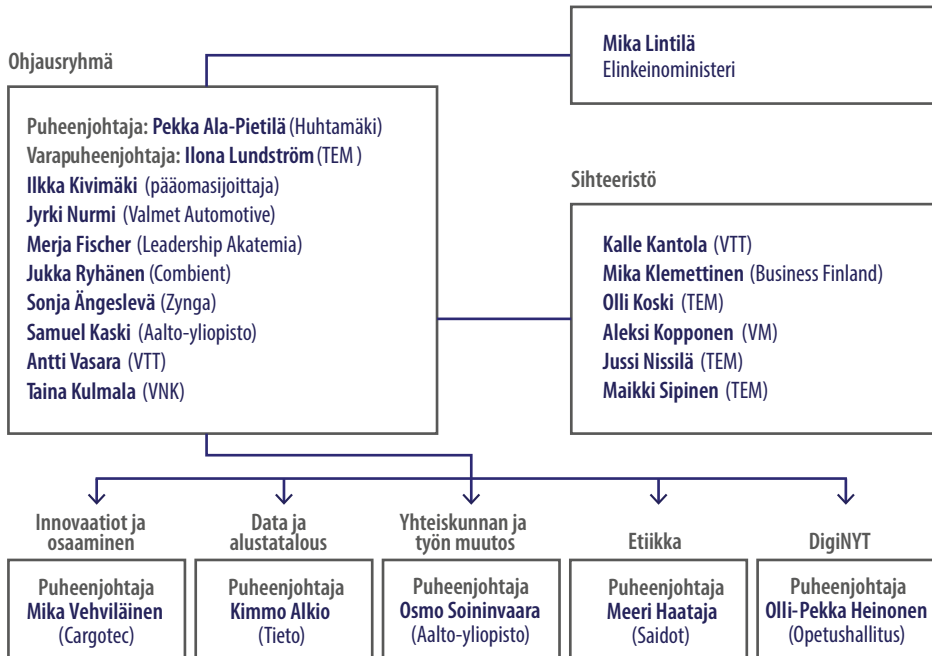 Mika Lintilä
Elinkeinoministeri
Ohjausryhmä
Puheenjohtaja: Pekka Ala-Pietilä (Huhtamäki)
Varapuheenjohtaja: Ilona Lundström (TEM )
Ilkka Kivimäki (pääomasijoittaja)
Jyrki Nurmi (Valmet Automotive)
Merja Fischer (Leadership Akatemia)
Jukka Ryhänen (Combient)
Sonja Ängeslevä (Zynga)
Samuel Kaski (Aalto-yliopisto)
Antti Vasara (VTT)
Taina Kulmala (VNK)
Sihteeristö
Kalle Kantola (VTT)
Mika Klemettinen (Business Finland)
Olli Koski (TEM)
Aleksi Kopponen (VM)
Jussi Nissilä (TEM)
Maikki Sipinen (TEM)
Innovaatiot ja
osaaminen
Puheenjohtaja
Mika Vehviläinen
(Cargotec)
Data ja
alustatalous
Puheenjohtaja
Kimmo Alkio
(Tieto)
Yhteiskunnan ja
työn muutos
Puheenjohtaja
Osmo Soininvaara
(Aalto-yliopisto)
Etiikka
Puheenjohtaja
Meeri Haataja
(Saidot)
DigiNYT
Puheenjohtaja
Olli-Pekka Heinonen
(Opetushallitus)